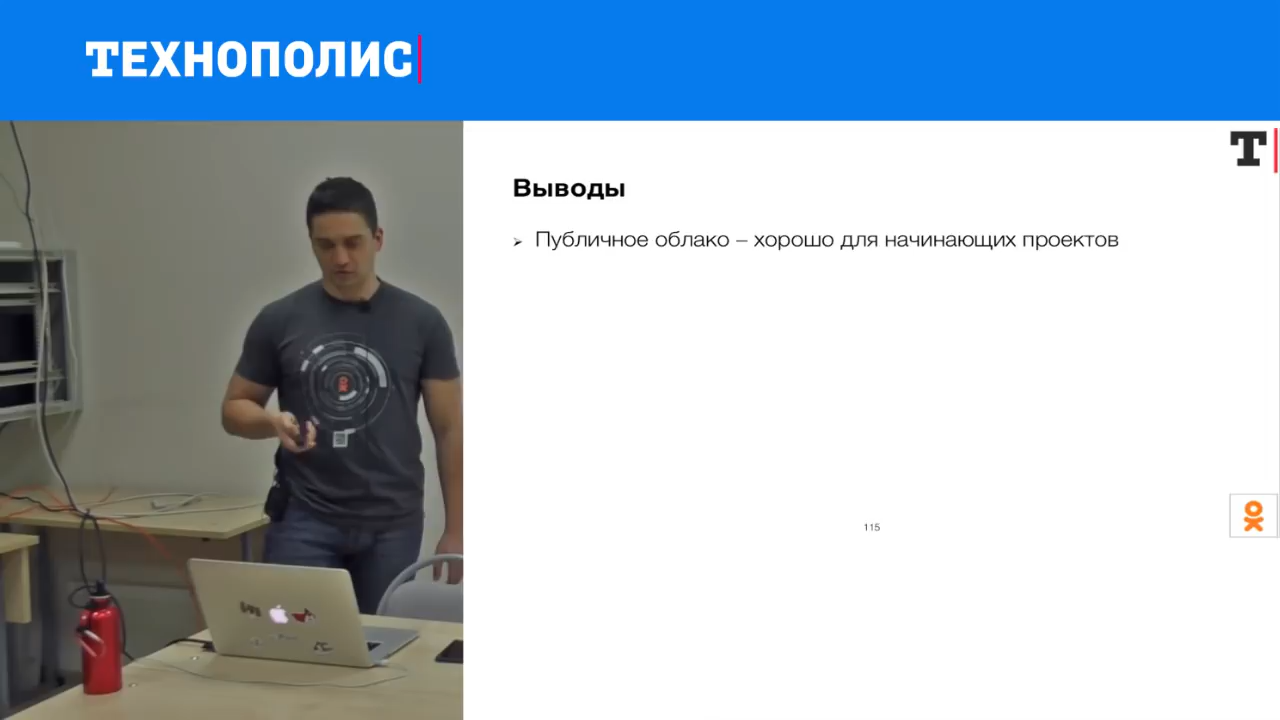 ТЕХНОПОЛИС
Т
Выводы
➢ Публичное облако – хорошо для начинающих проектов
115